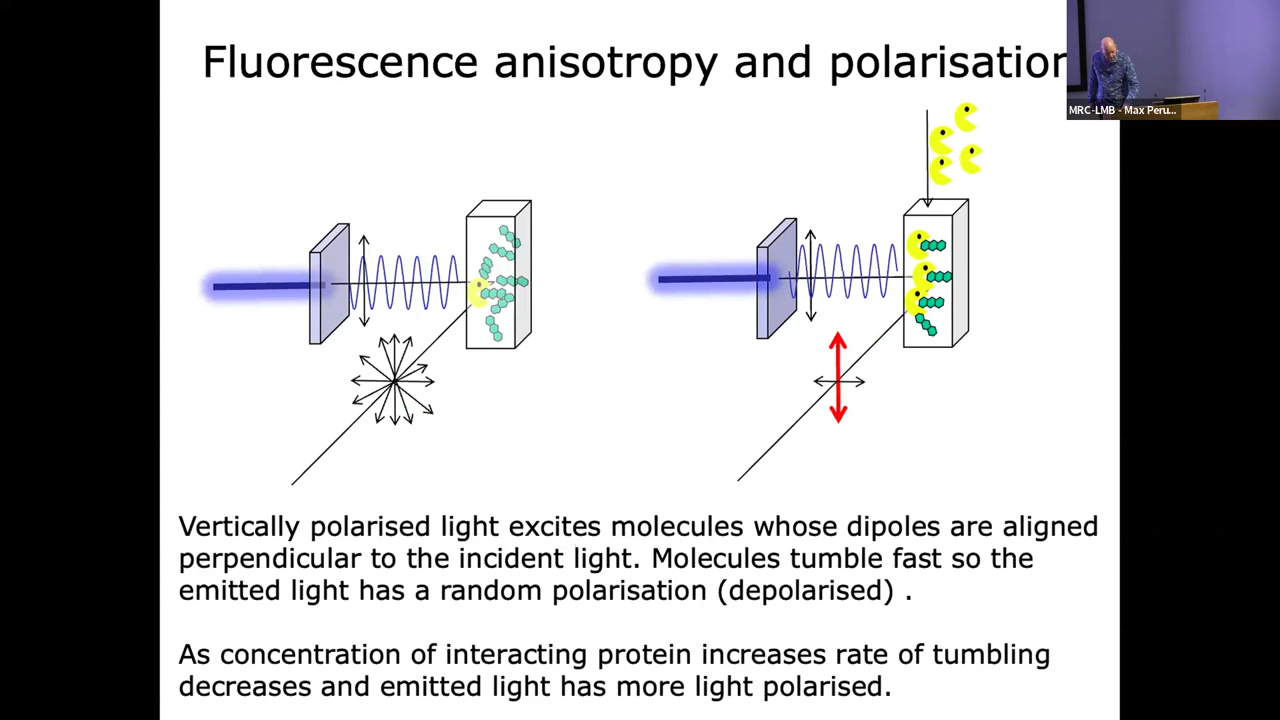 Fluorescence anisotropy and polarisation
MRC-LMB - Max Peru...
Vertically polarised light excites molecules whose dipoles are aligned
perpendicular to the incident light. Molecules tumble fast so the
emitted light has a random polarisation (depolarised) .
As concentration of interacting protein increases rate of tumbling
decreases and emitted light has more light polarised.